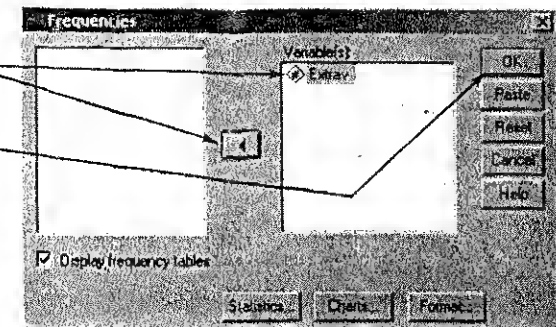 Frequencies
Variable(s):
Extrav
OK
Paste
Reset
Cancel
Help
Display frequency tables
Statistics...
Charts...
Format...